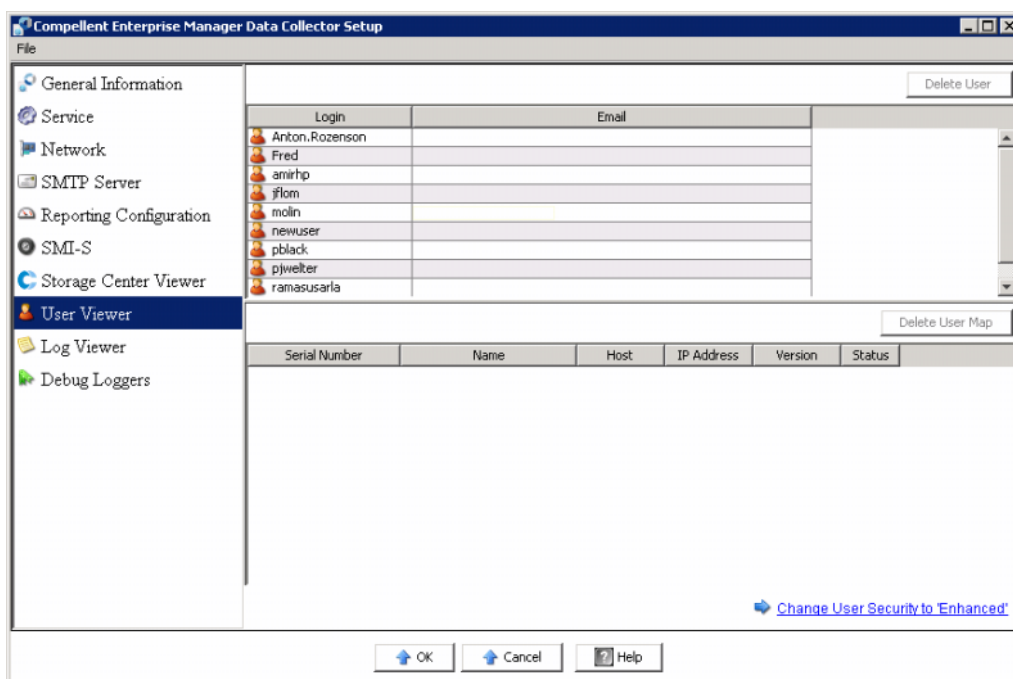 Compellent Enterprise Manager Data Collector Setup
File
General Information
Service
Network
SMTP Server
Reporting Configuration
SMI-S
Storage Center Viewer
User Viewer
Log Viewer
Debug Loggers
Delete User
Login Email
Anton.Rozenson
Fred
amirhp
jflom
molin
newuser
pblack
pjwelter
ramasusarla
Delete User Map
Serial Number Name Host IP Address Version Status
Change User Security to 'Enhanced'
OK Cancel Help